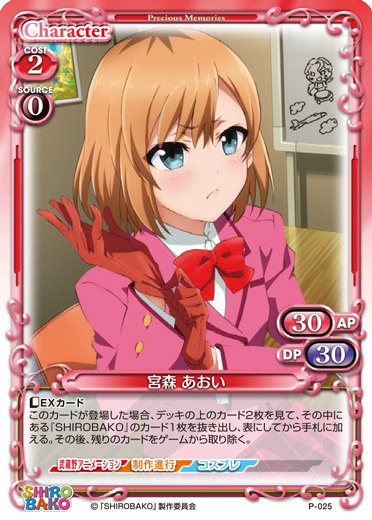 Precious Memories
Character
COST
2
SOURCE
0
30 AP
DP 30
宮森 あおい
EXカード
このカードが登場した場合、デッキの上のカード2枚を見て、その中に
ある『SHIROBAKO』のカード1枚を抜き出し、表にしてから手札に加
える。その後、残りのカードをゲームから取り除く。
武蔵野アニメーション 制作進行 コスプレ
SHIRO
BAKO
©「SHIROBAKO」製作委員会
P-025